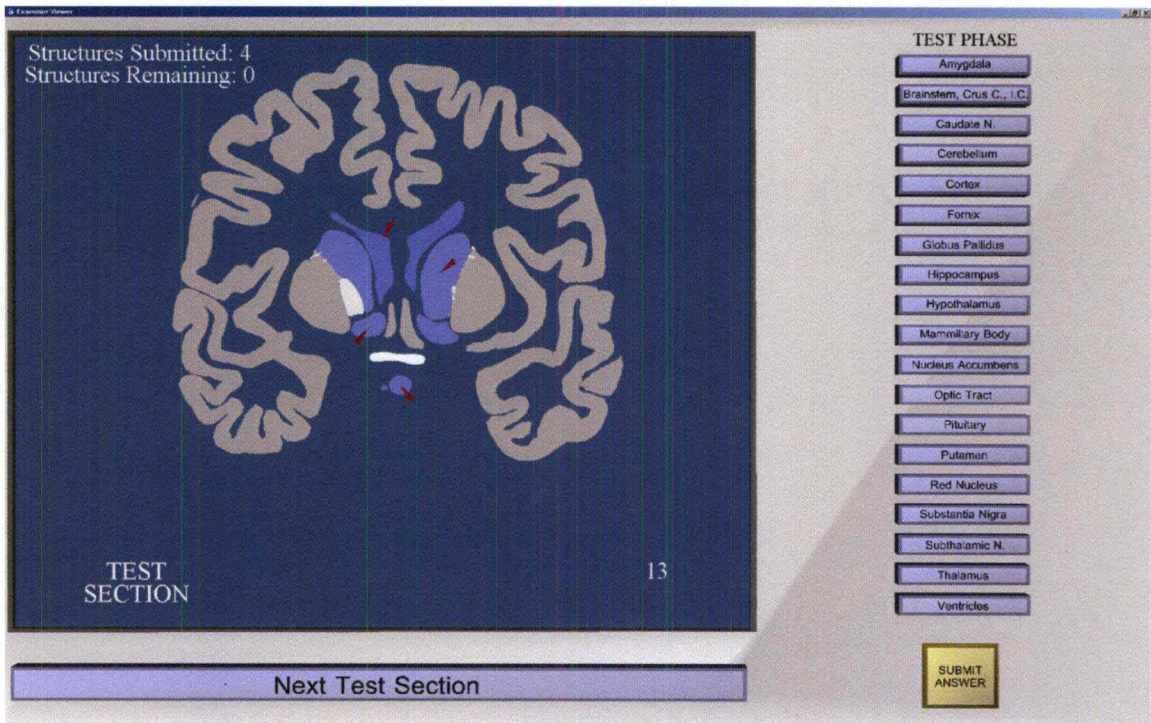 Examiner Viewer
Structures Submitted: 4
Structures Remaining: 0
TEST
SECTION
13
Next Test Section
TEST PHASE
Amygdala
Brainstem, Crus C., I.C.
Caudate N.
Cerebellum
Cortex
Fornix
Globus Pallidus
Hippocampus
Hypothalamus
Mammillary Body
Nucleus Accumbens
Optic Tract
Pituitary
Putamen
Red Nucleus
Substantia Nigra
Subthalamic N.
Thalamus
Ventricles
SUBMIT
ANSWER